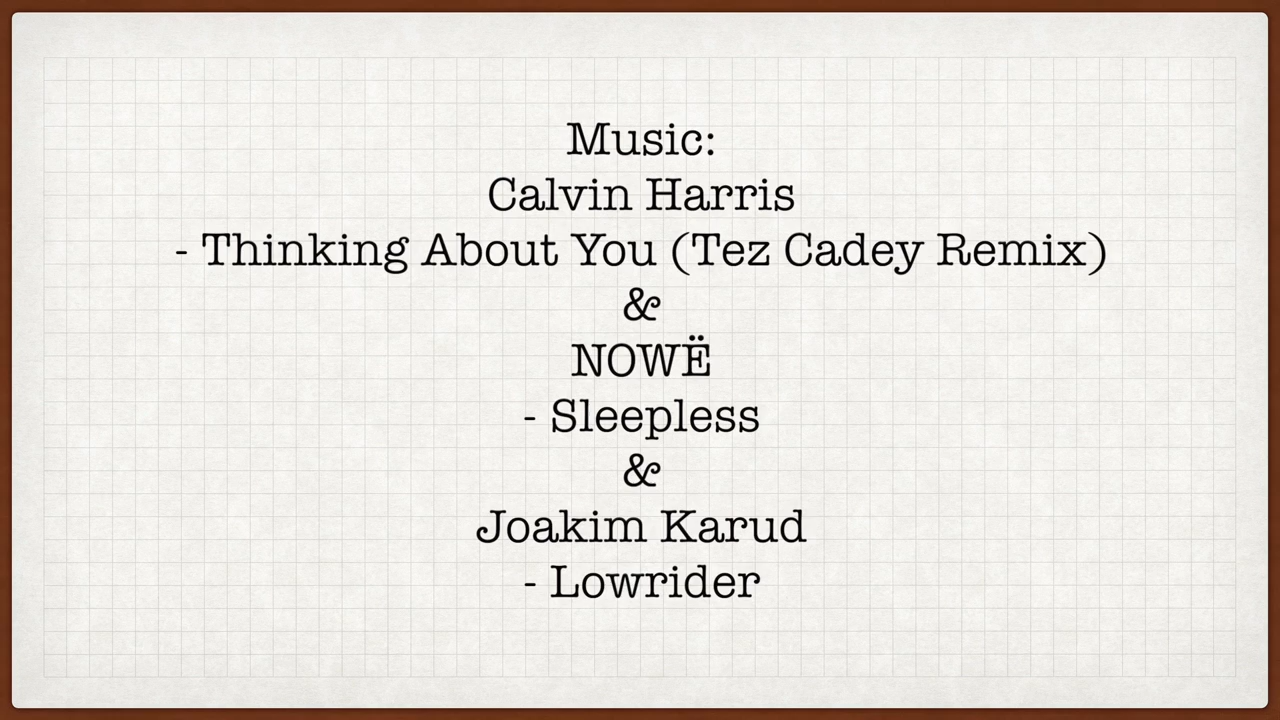 Music:
Calvin Harris
- Thinking About You (Tez Cadey Remix)
&
NOWË
- Sleepless
&
Joakim Karud
- Lowrider